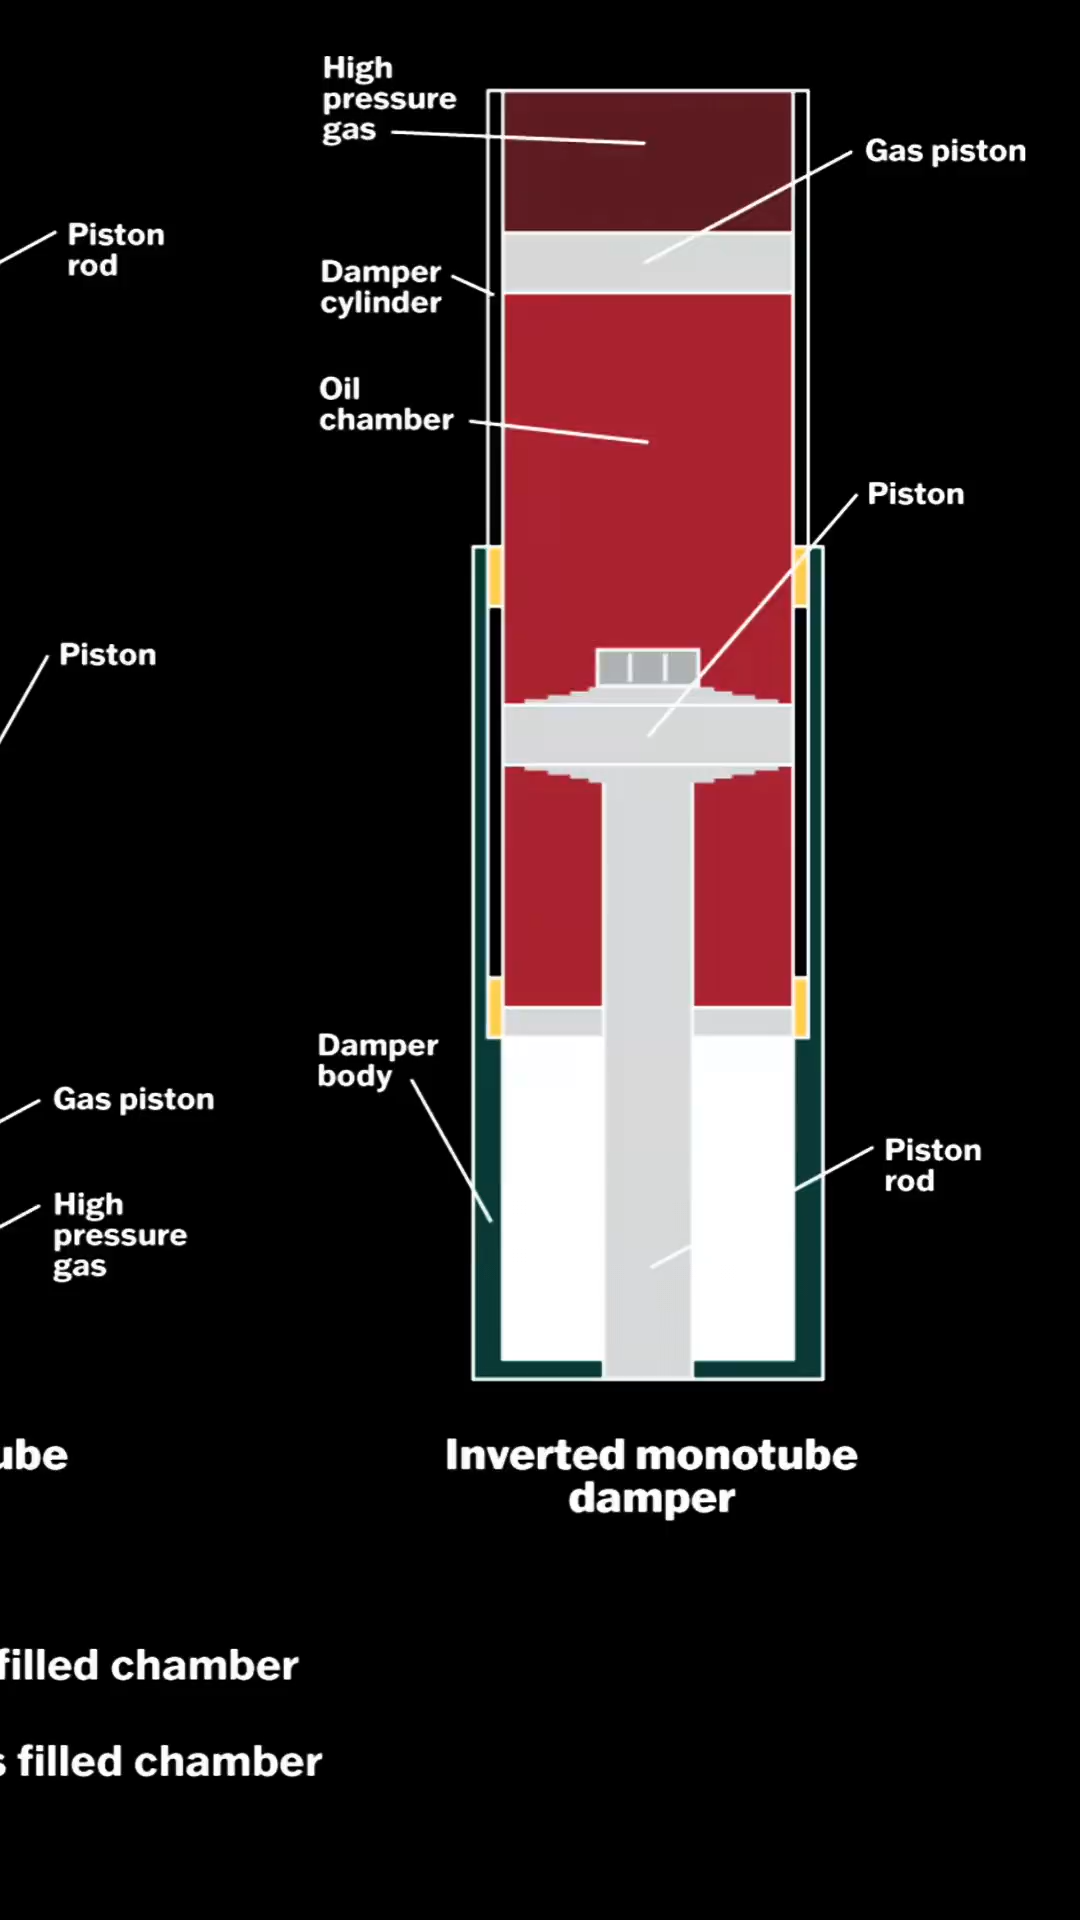 High
pressure
gas
Gas piston
Piston
rod
Damper
cylinder
Oil
chamber
Piston
Piston
Damper
body
Gas piston
Piston
rod
High
pressure
gas
Inverted monotube
damper
filled chamber
filled chamber